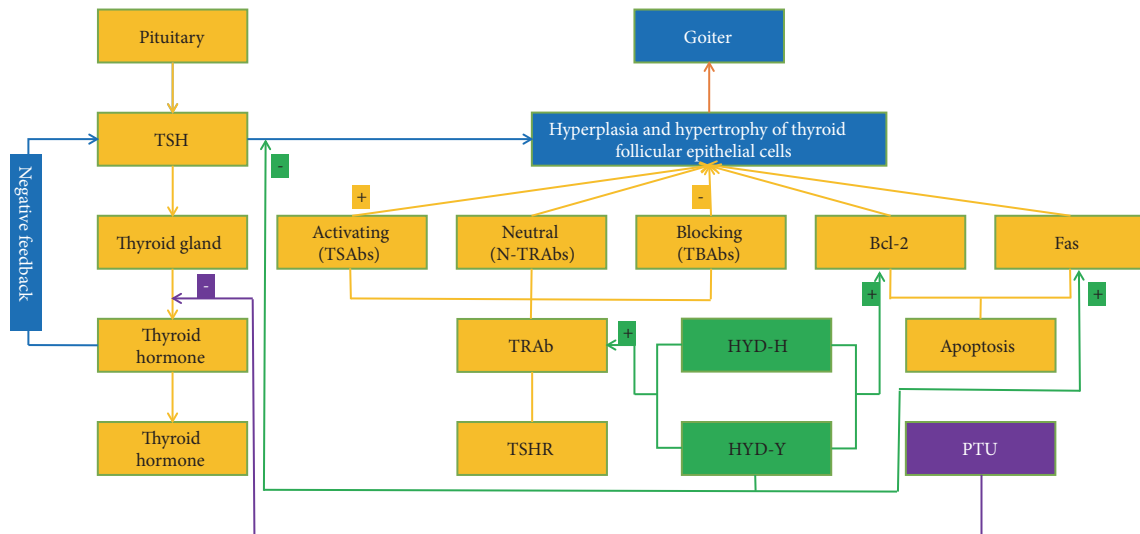 Pituitary
Goiter
TSH
Hyperplasia and hypertrophy of thyroid
follicular epithelial cells
-
Negative feedback
+
-
Thyroid gland
Activating
(TSAbs)
Neutral
(N-TRAbs)
Blocking
(TBAbs)
Bcl-2
Fas
-
+
+
Thyroid
hormone
TRAb
+
HYD-H
Apoptosis
Thyroid
hormone
TSHR
HYD-Y
PTU